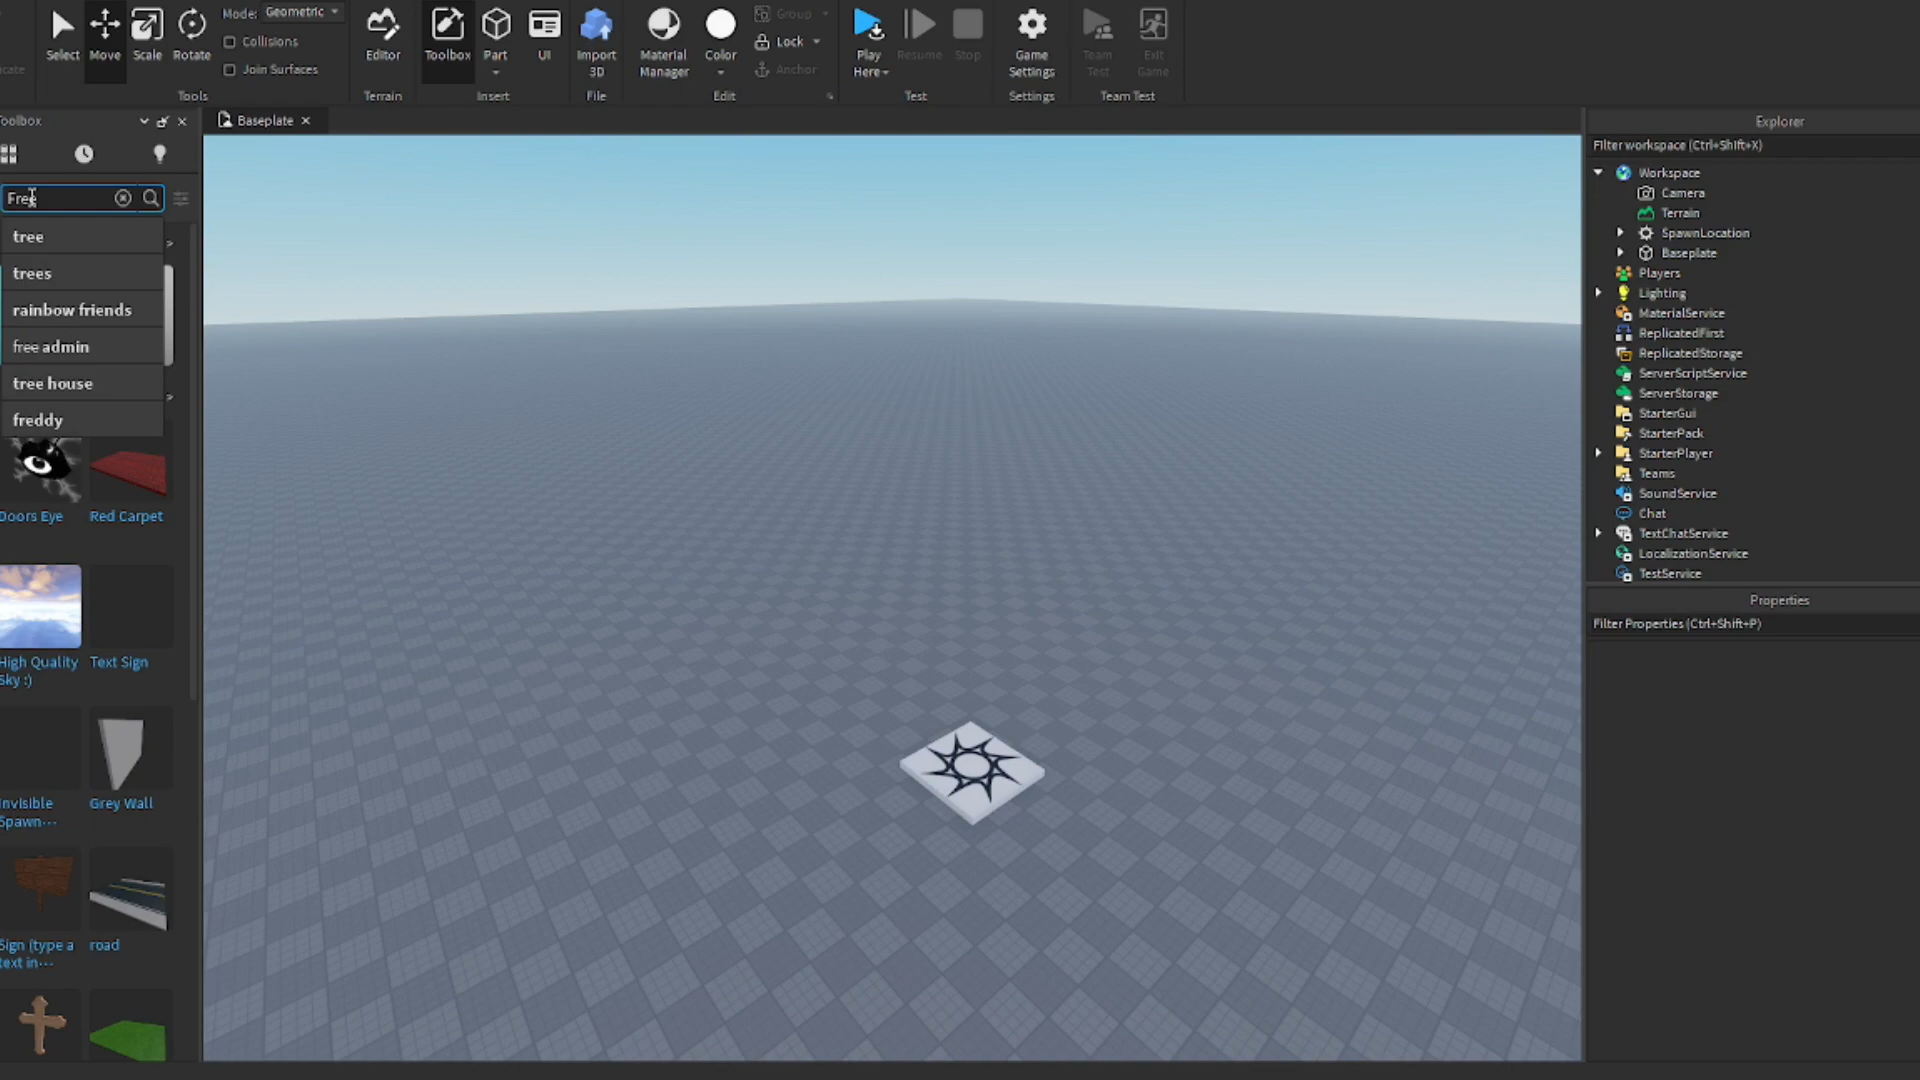 Mode: Geometric
Collisions
Join Surfaces
Select Move Scale Rotate
Tools
Editor
Terrain
Toolbox Part UI
Insert
Import 3D
File
Material Manager
Color
Group
Lock
Anchor
Edit
Play Here
Resume
Stop
Test
Game Settings
Settings
Team Test
Exit Game
Team Test
Baseplate
Free
tree
trees
rainbow friends
free admin
tree house
freddy
Doors Eye
Red Carpet
High Quality
Sky :)
Text Sign
Invisible
Spawn...
Grey Wall
Sign (type a
text in...
road
Explorer
Filter workspace (Ctrl+Shift+X)
Workspace
Camera
Terrain
SpawnLocation
Baseplate
Players
Lighting
MaterialService
ReplicatedFirst
ReplicatedStorage
ServerScriptService
ServerStorage
StarterGui
StarterPack
StarterPlayer
Teams
SoundService
Chat
TextChatService
LocalizationService
TestService
Properties
Filter Properties (Ctrl+Shift+P)